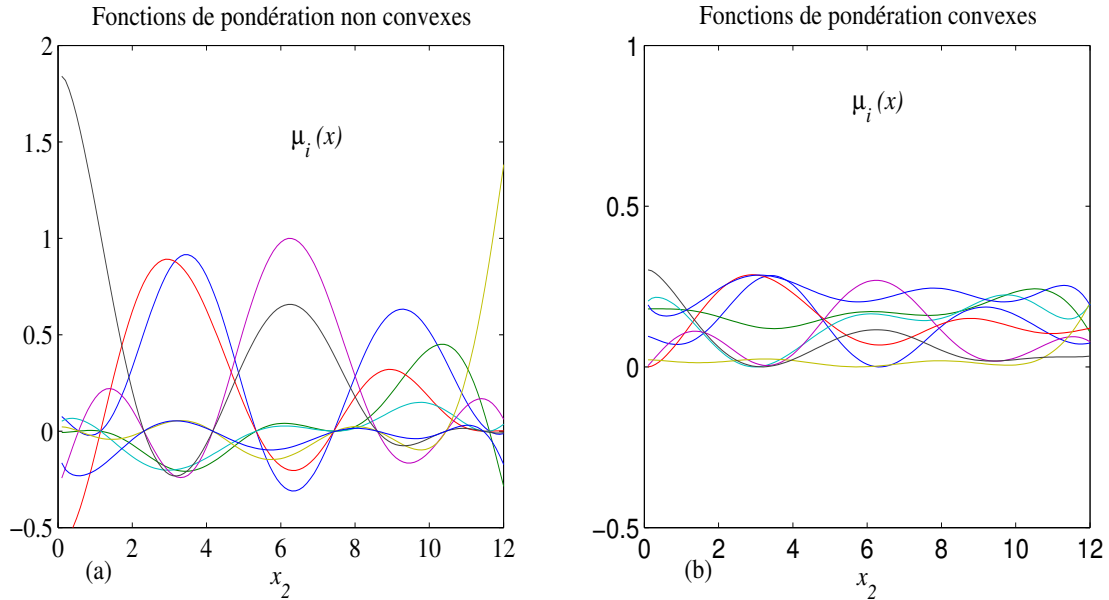 Fonctions de pondération non convexes
2
1.5
1
0.5
0
−0.5
μi(x)
0 2 4 6 8 10 12
(a)
x2
Fonctions de pondération convexes
1
0.5
0
−0.5
μi(x)
0 2 4 6 8 10 12
(b)
x2